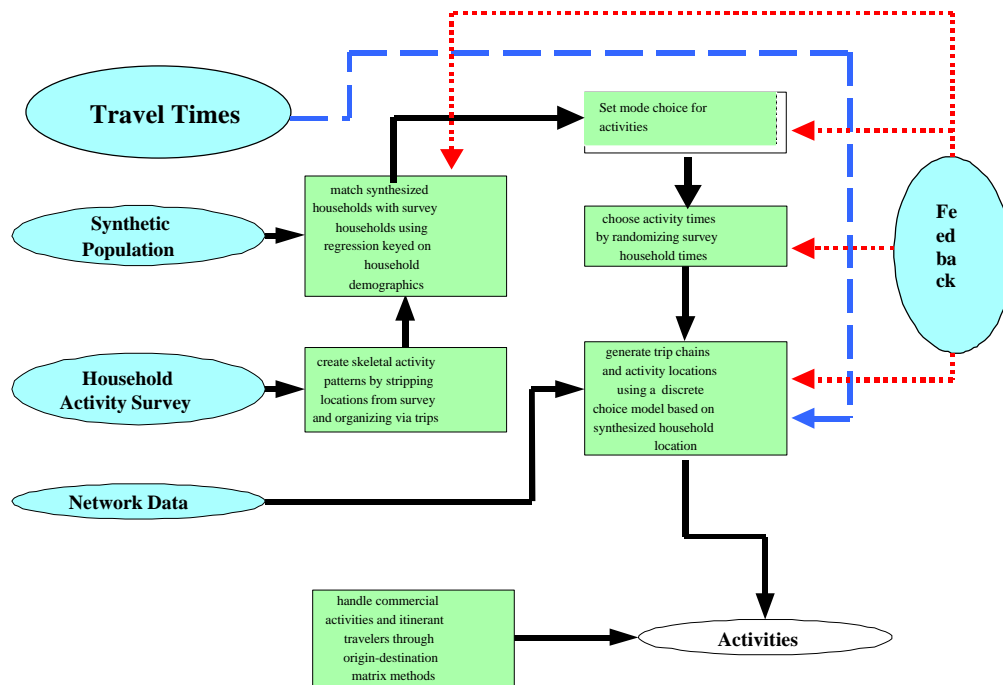 Travel Times
Set mode choice for
activities
match synthesized
households with survey
households using
regression keyed on
household
demographics
Synthetic
Population
choose activity times
by randomizing survey
household times
Fe
ed
ba
ck
Household
Activity Survey
create skeletal activity
patterns by stripping
locations from survey
and organizing via trips
generate trip chains
and activity locations
using a discrete
choice model based on
synthesized household
location
Network Data
handle commercial
activities and itinerant
travelers through
origin-destination
matrix methods
Activities